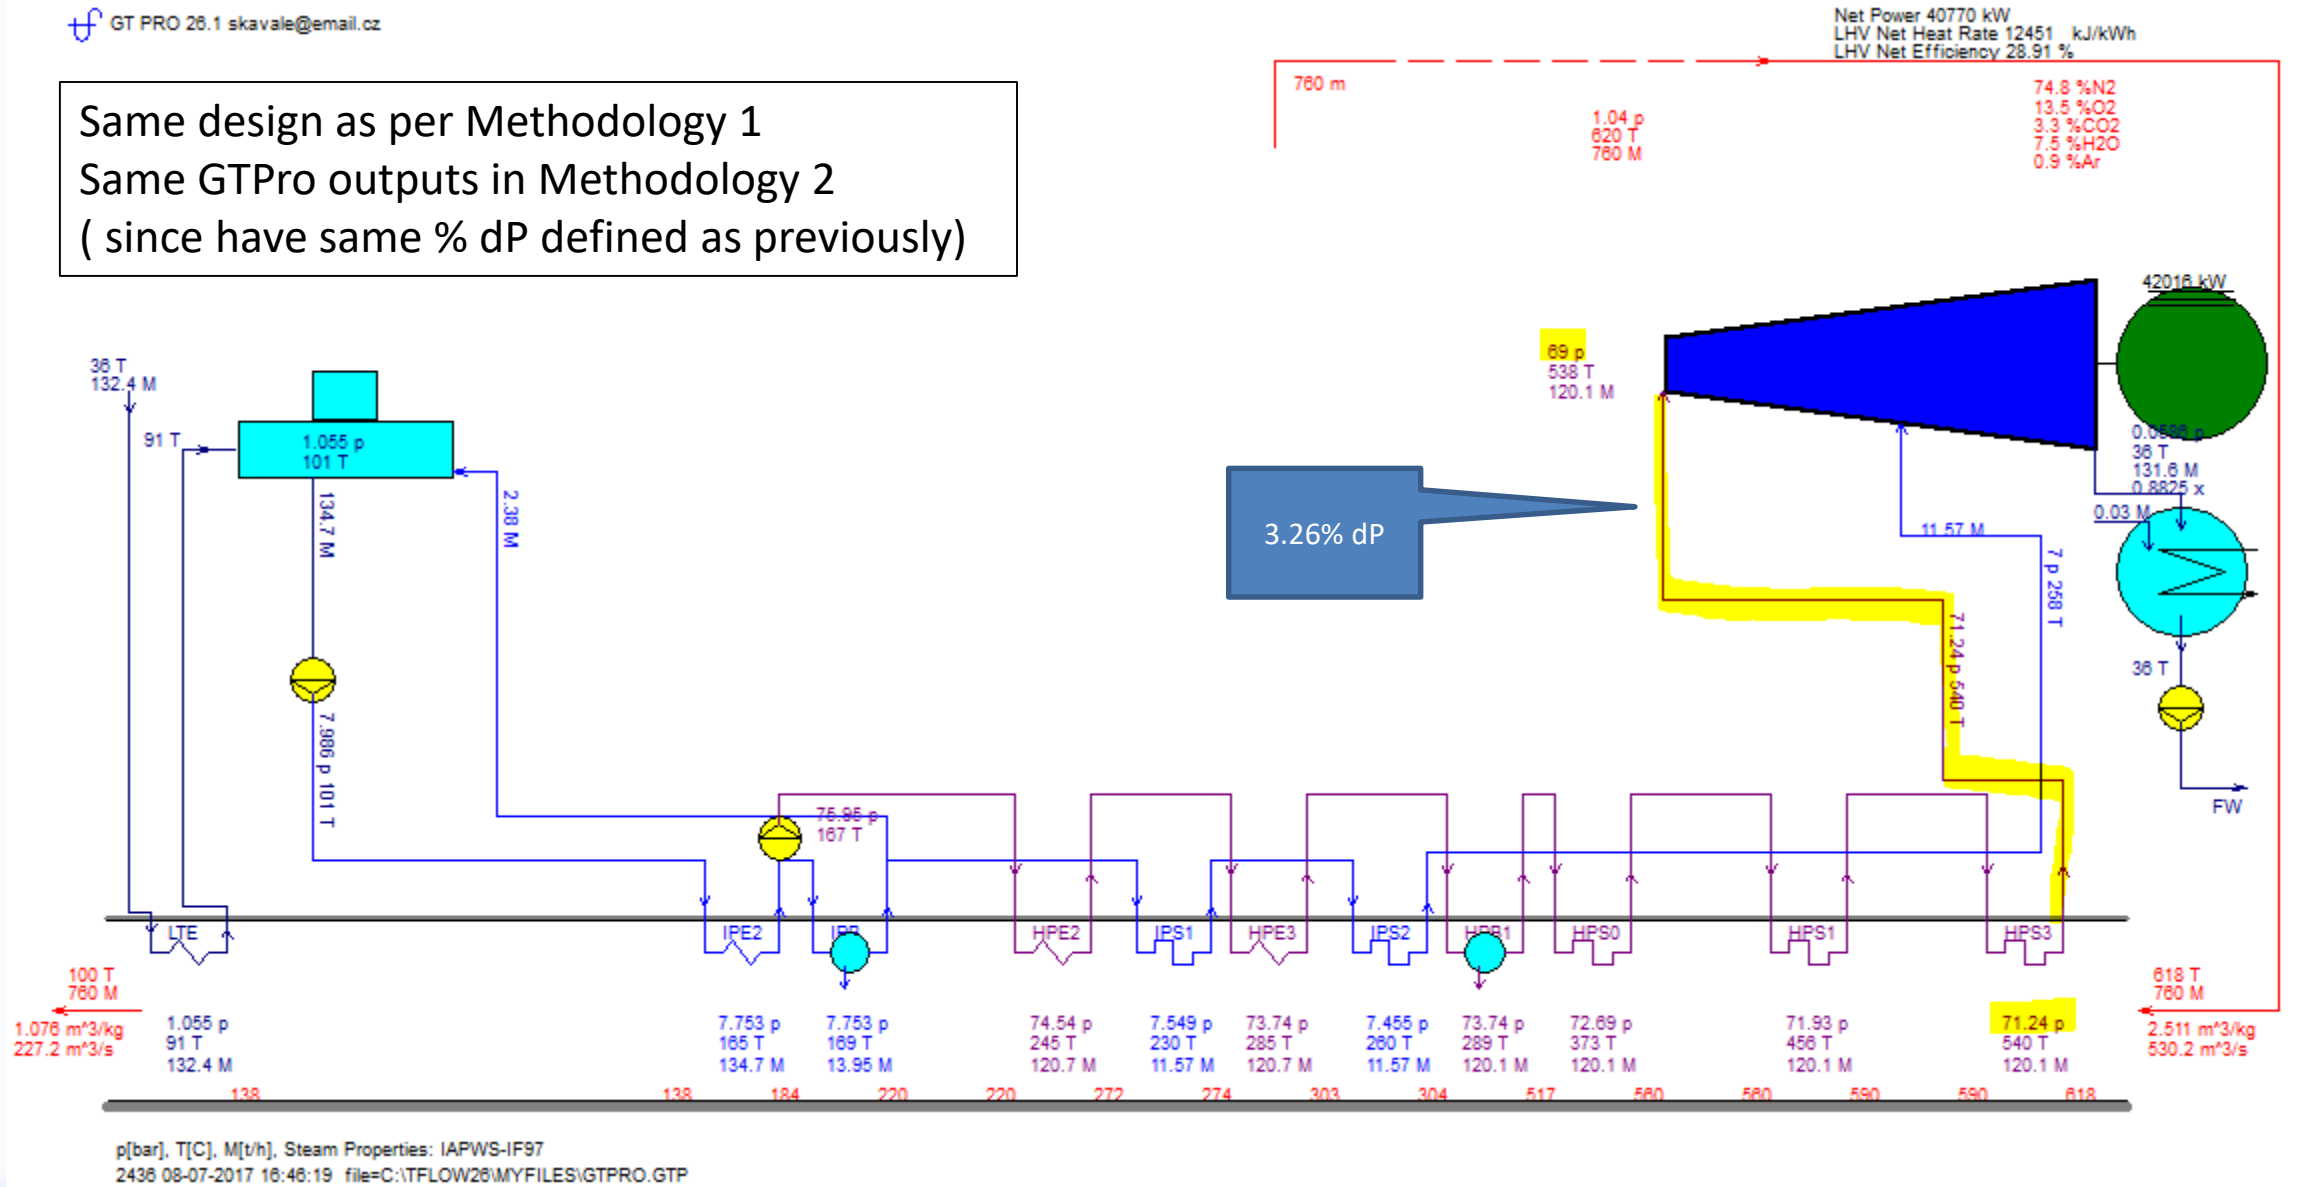 GT PRO 26.1 skavale@email.cz
Net Power 40770 kW
LHV Net Heat Rate 12451 kJ/kWh
LHV Net Efficiency 28.91 %
Same design as per Methodology 1
Same GTPro outputs in Methodology 2
( since have same % dP defined as previously)
760 m
1.04 p
620 T
760 M
74.8 %N2
13.5 %O2
3.3 %CO2
7.5 %H2O
0.9 %Ar
42016 kW
69 p
538 T
120.1 M
36 T
132.4 M
91 T
1.055 p
101 T
134.7 M
2.38 M
7.986 p 101 T
3.26% dP
0.0586 p
36 T
131.6 M
0.8825 x
0.03 M
11.57 M
7 p 258 T
71.24 p 540 T
36 T
FW
75.95 p
167 T
LTE
IPE2
IPB
HPE2
IPS1
HPE3
IPS2
HPB1
HPS0
HPS1
HPS3
100 T
760 M
1.076 m^3/kg
227.2 m^3/s
1.055 p
91 T
132.4 M
7.753 p
165 T
134.7 M
7.753 p
169 T
13.95 M
74.54 p
245 T
120.7 M
7.549 p
230 T
11.57 M
73.74 p
285 T
120.7 M
7.455 p
260 T
11.57 M
73.74 p
289 T
120.1 M
72.69 p
373 T
120.1 M
71.93 p
456 T
120.1 M
71.24 p
540 T
120.1 M
618 T
760 M
2.511 m^3/kg
530.2 m^3/s
138 138 184 220 220 272 274 303 304 517 560 560 590 590 618
p[bar], T[C], M[t/h], Steam Properties: IAPWS-IF97
2436 08-07-2017 16:46:19 file=C:\TFLOW26\MYFILES\GTPRO.GTP